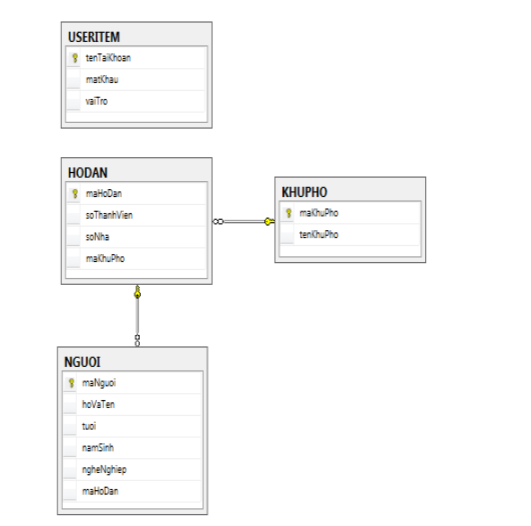 USERITEM
tenTaiKhoan
matKhau
vaiTro
HODAN
maHoDan
soThanhVien
soNha
maKhuPho
KHUPHO
maKhuPho
tenKhuPho
NGUOI
maNguoi
hoVaTen
tuoi
namSinh
ngheNghiep
maHoDan